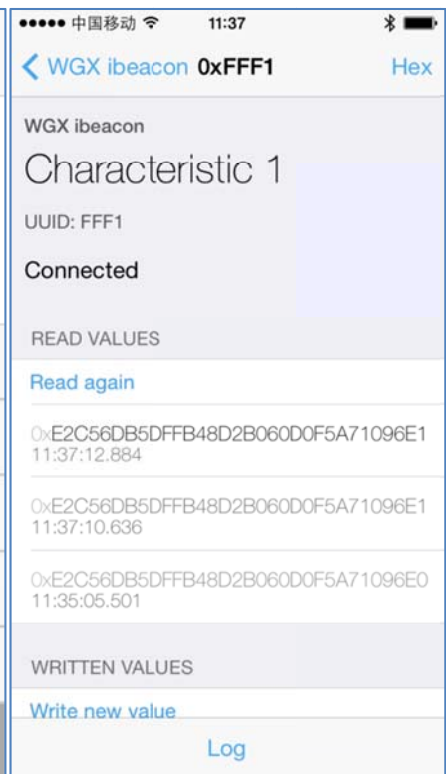 中国移动 11:37
WGX ibeacon 0xFFF1 Hex
WGX ibeacon
Characteristic 1
UUID: FFF1
Connected
READ VALUES
Read again
0xE2C56DB5DFFB48D2B060D0F5A71096E1
11:37:12.884
0xE2C56DB5DFFB48D2B060D0F5A71096E1
11:37:10.636
0xE2C56DB5DFFB48D2B060D0F5A71096E0
11:35:05.501
WRITTEN VALUES
Write new value
Log